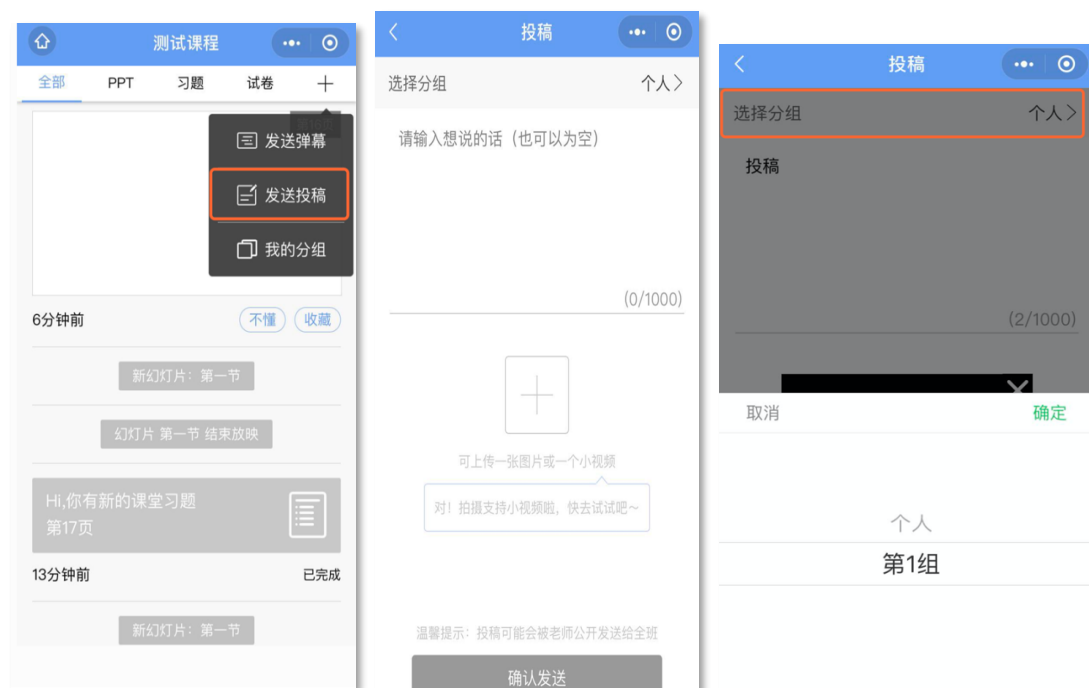 测试课程
全部 PPT 习题 试卷
发送弹幕
发送投稿
我的分组
6分钟前 不懂 收藏
新幻灯片：第一节
幻灯片 第一节 结束放映
Hi,你有新的课堂习题
第17页
13分钟前 已完成
新幻灯片：第一节
投稿
选择分组 个人
请输入想说的话（也可以为空）
(0/1000)
可上传一张图片或一个小视频
对！拍摄支持小视频啦，快去试试吧～
温馨提示：投稿可能会被老师公开发送给全班
确认发送
投稿
选择分组 个人
投稿
(2/1000)
取消 确定
个人
第1组